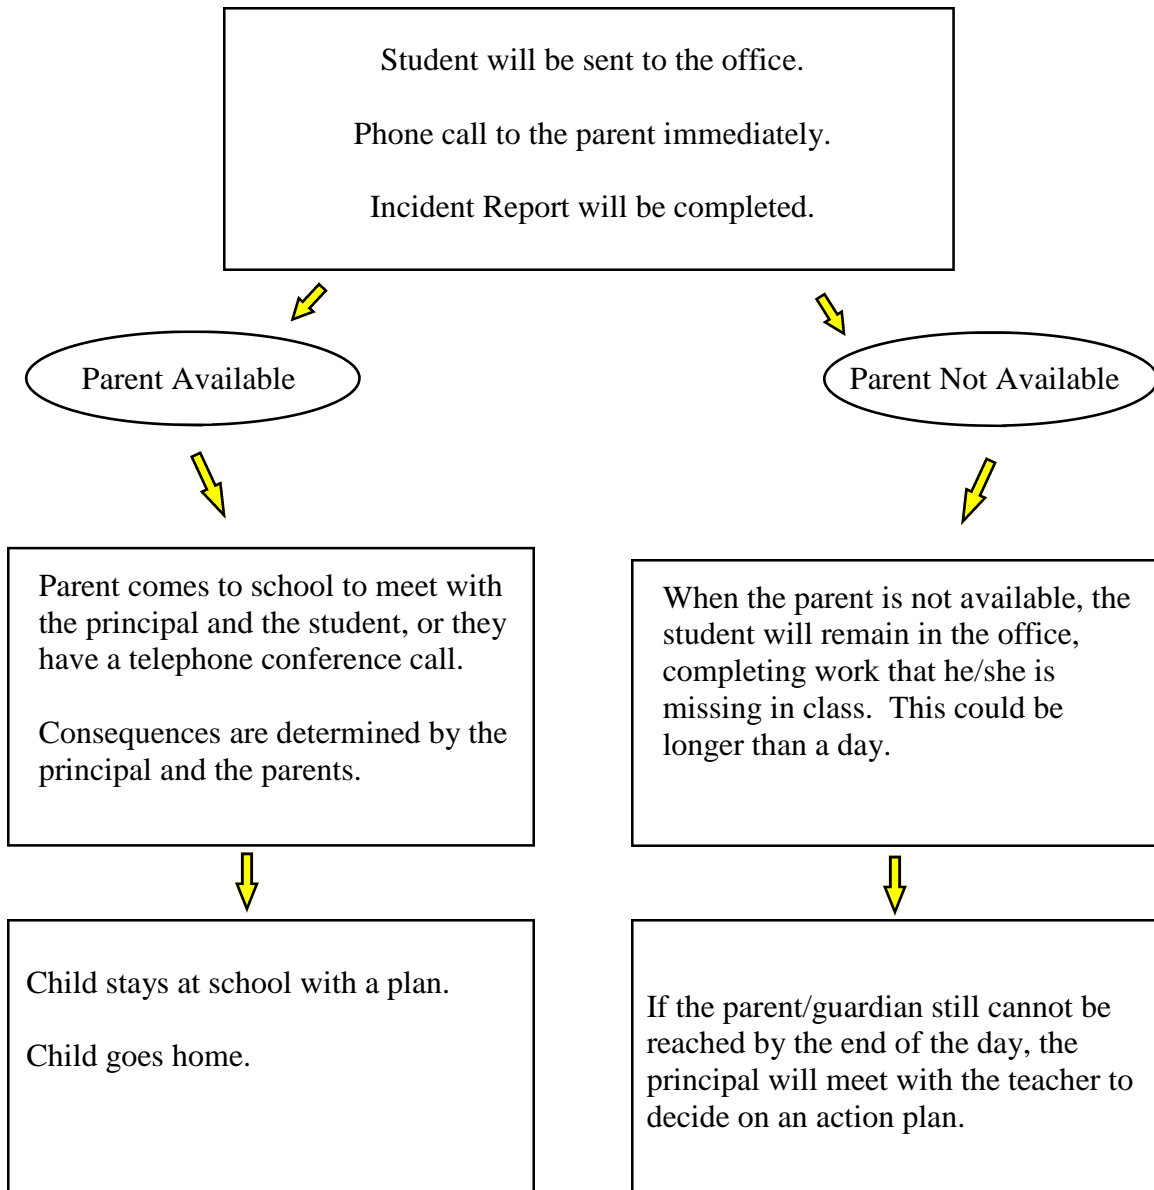 Student will be sent to the office.
Phone call to the parent immediately.
Incident Report will be completed.
Parent Available
Parent Not Available
Parent comes to school to meet with
the principal and the student, or they
have a telephone conference call.
Consequences are determined by the
principal and the parents.
When the parent is not available, the
student will remain in the office,
completing work that he/she is
missing in class.  This could be
longer than a day.
Child stays at school with a plan.
Child goes home.
If the parent/guardian still cannot be
reached by the end of the day, the
principal will meet with the teacher to
decide on an action plan.